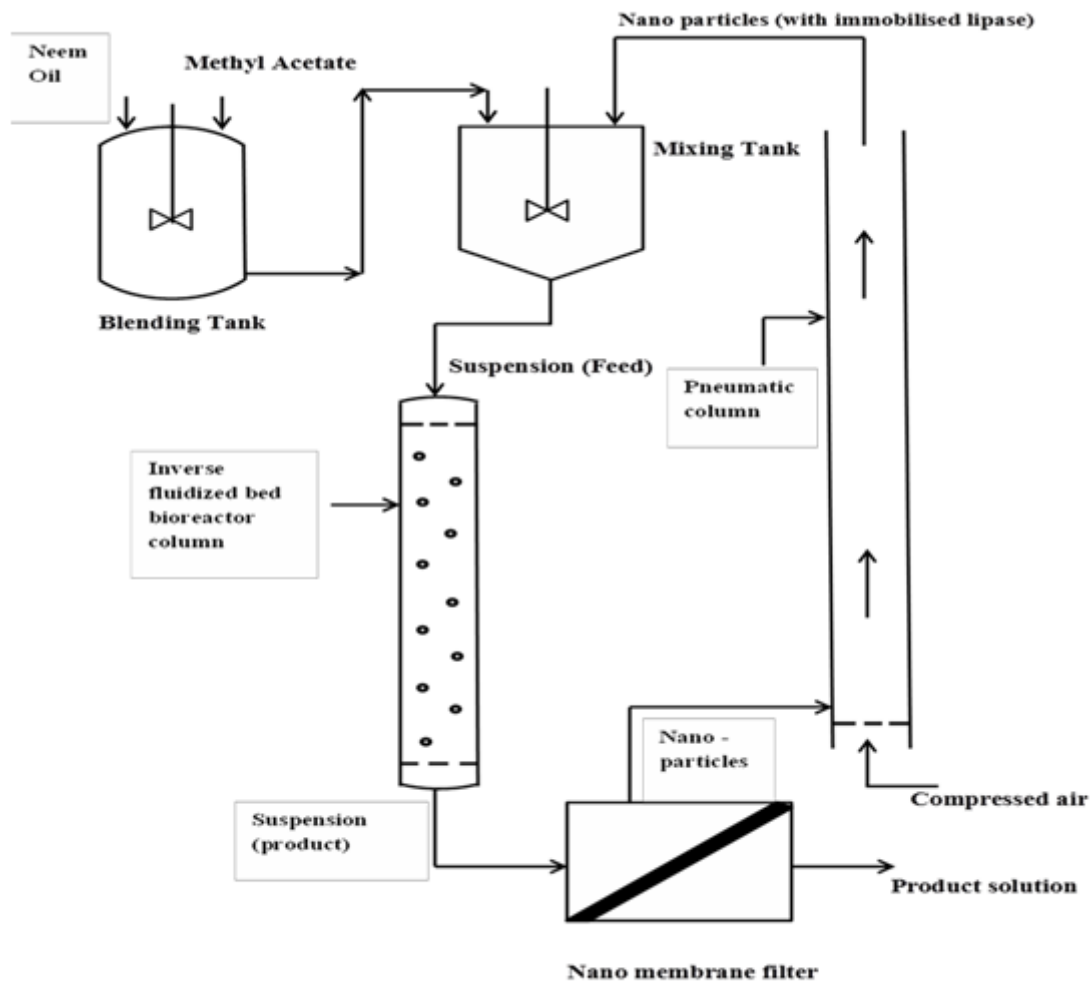 Nano particles (with immobilised lipase)
Neem
Oil
Methyl Acetate
Mixing Tank
Blending Tank
Suspension (Feed)
Pneumatic
column
Inverse
fluidized bed
bioreactor
column
Nano -
particles
Compressed air
Suspension
(product)
Product solution
Nano membrane filter